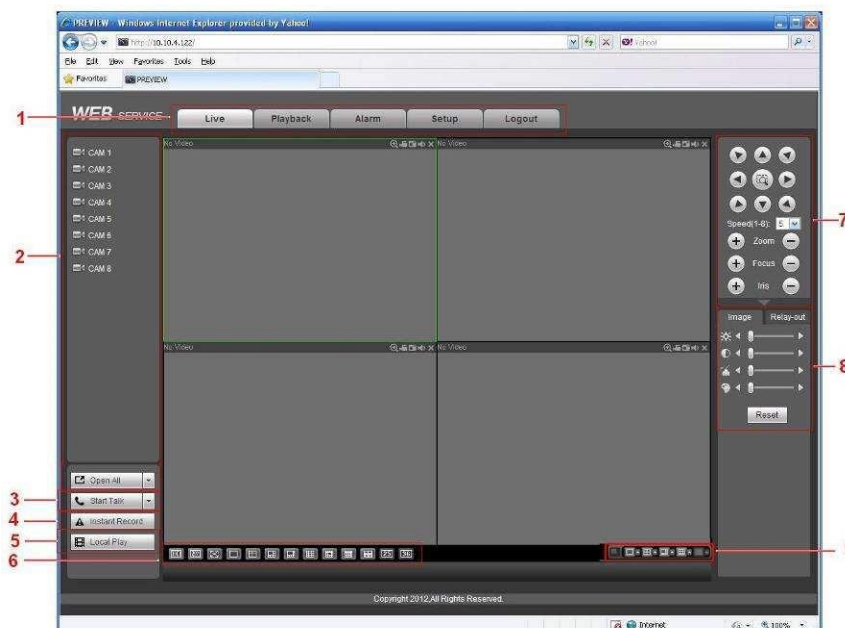 PREVIEW - Windows Internet Explorer provided by Yahoo!
http://10.10.4.122/
Yahoo!
File Edit View Favorites Tools Help
Favorites PREVIEW
WEB SERVICE
1
Live Playback Alarm Setup Logout
CAM 1
CAM 2
CAM 3
CAM 4
CAM 5
CAM 6
CAM 7
CAM 8
2
No Video
No Video
No Video
No Video
Speed(1-8): 5
Zoom
Focus
Iris
7
Image Relay-out
8
Reset
Open All
3
Start Talk
4
Instant Record
5
Local Play
6
Copyright 2012,All Rights Reserved.
Internet
100%